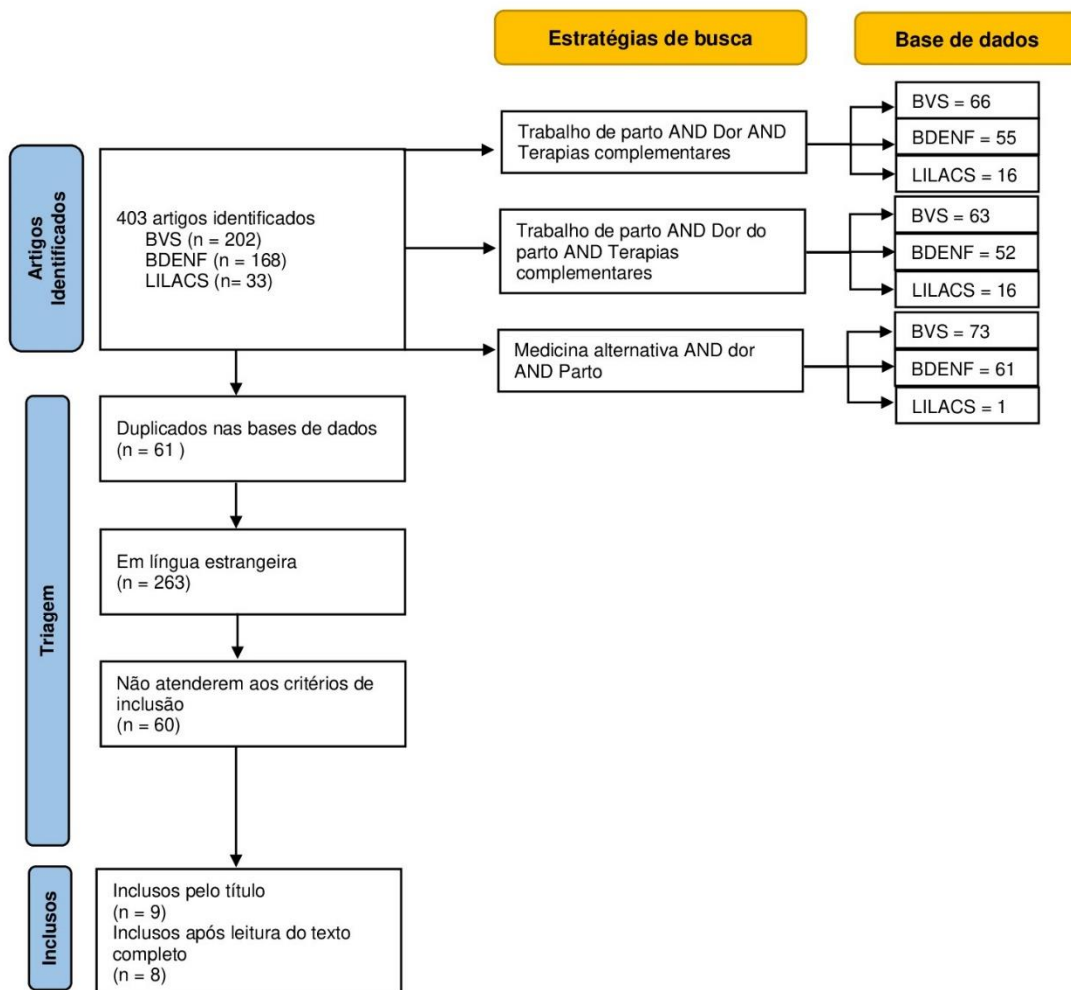 Estratégias de busca
Base de dados
Artigos
Identificados
403 artigos identificados
BVS (n = 202)
BDENF (n = 168)
LILACS (n= 33)
Trabalho de parto AND Dor AND
Terapias complementares
BVS = 66
BDENF = 55
LILACS = 16
Trabalho de parto AND Dor do
parto AND Terapias
complementares
BVS = 63
BDENF = 52
LILACS = 16
Medicina alternativa AND dor
AND Parto
BVS = 73
BDENF = 61
LILACS = 1
Triagem
Duplicados nas bases de dados
(n = 61 )
Em língua estrangeira
(n = 263)
Não atenderem aos critérios de
inclusão
(n = 60)
Inclusos
Inclusos pelo título
(n = 9)
Inclusos após leitura do texto
completo
(n = 8)